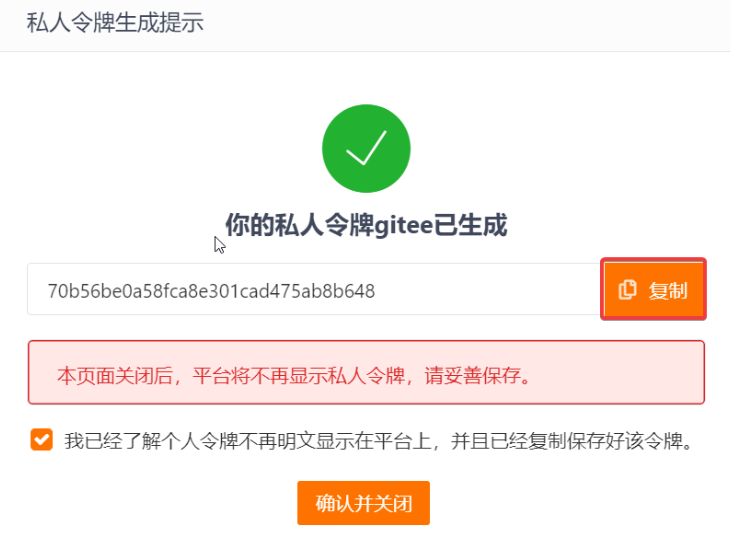 私人令牌生成提示
你的私人令牌gitee已生成
70b56be0a58fca8e301cad475ab8b648
复制
本页面关闭后，平台将不再显示私人令牌，请妥善保存。
我已经了解个人令牌不再明文显示在平台上，并且已经复制保存好该令牌。
确认并关闭